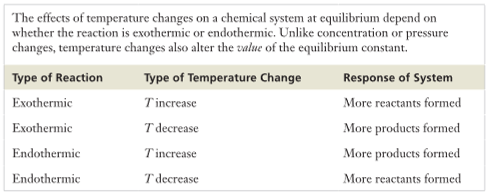 The effects of temperature changes on a chemical system at equilibrium depend on
whether the reaction is exothermic or endothermic. Unlike concentration or pressure
changes, temperature changes also alter the value of the equilibrium constant.
Type of Reaction Type of Temperature Change Response of System
Exothermic T increase More reactants formed
Exothermic T decrease More products formed
Endothermic T increase More products formed
Endothermic T decrease More reactants formed